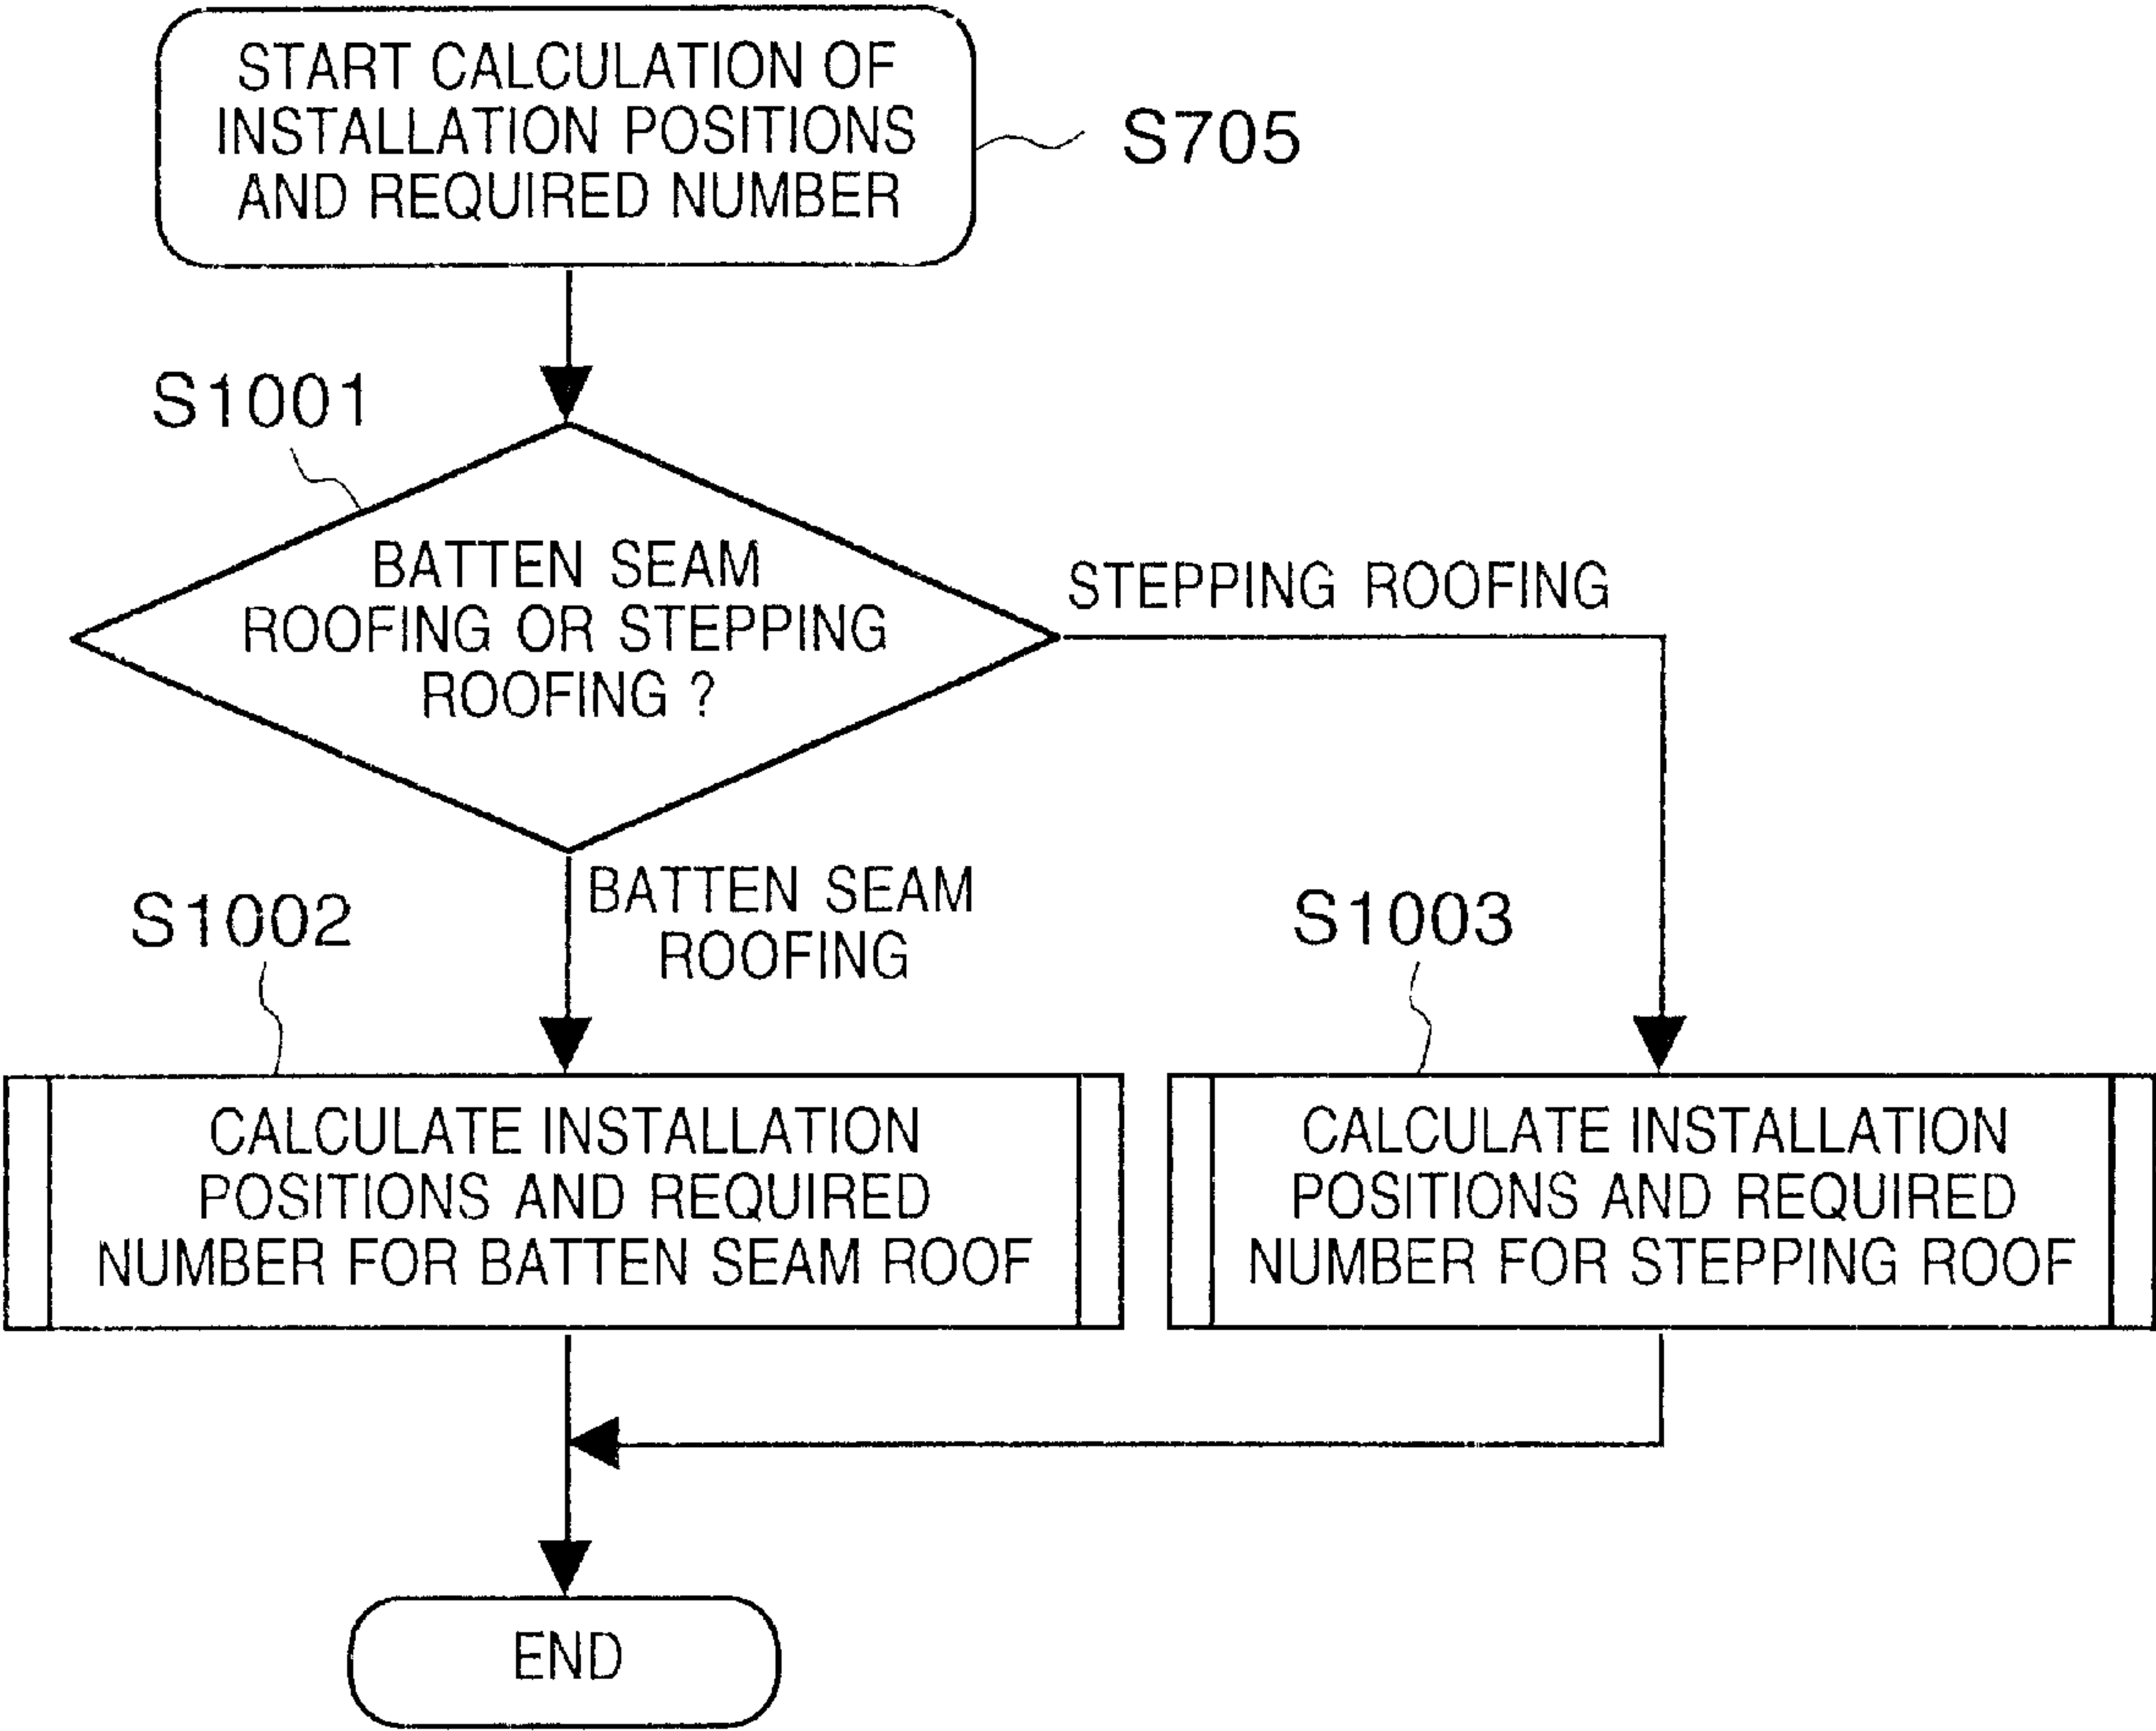 START CALCULATION OF
INSTALLATION POSITIONS
AND REQUIRED NUMBER
S705
S1001
BATTEN SEAM
ROOFING OR STEPPING
ROOFING ?
STEPPING ROOFING
BATTEN SEAM
ROOFING
S1002
S1003
CALCULATE INSTALLATION
POSITIONS AND REQUIRED
NUMBER FOR BATTEN SEAM ROOF
CALCULATE INSTALLATION
POSITIONS AND REQUIRED
NUMBER FOR STEPPING ROOF
END